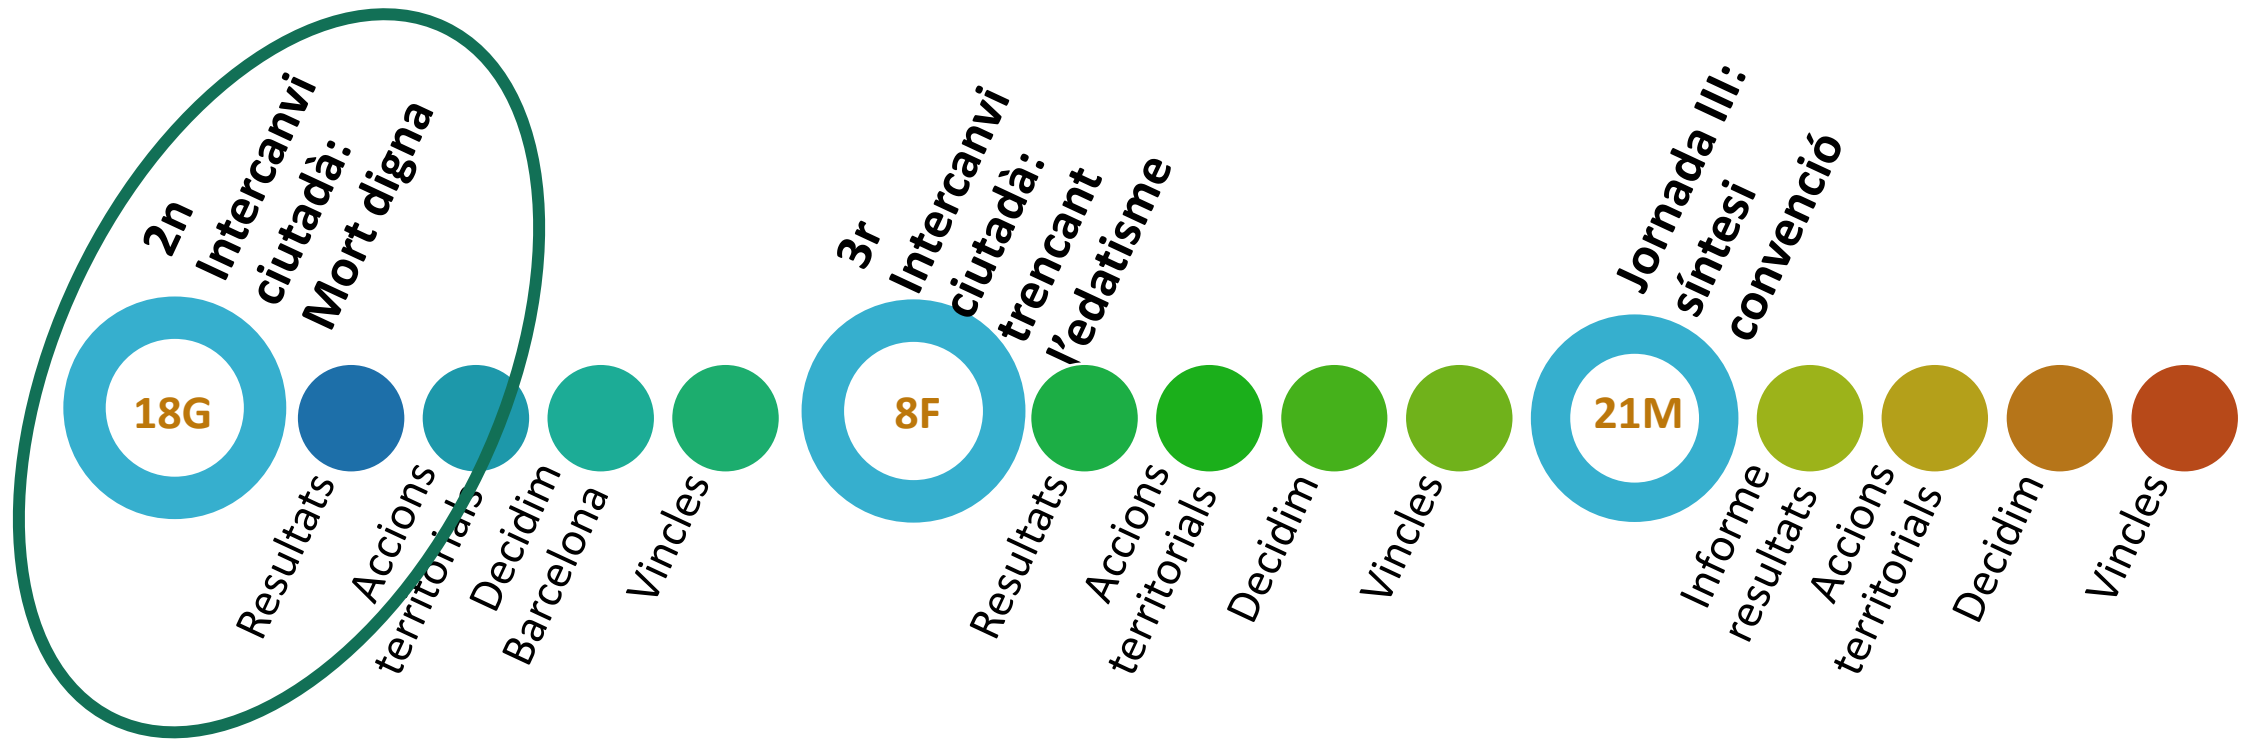 2n
Intercanvi
ciutadà:
Mort digna
18G
Resultats
Accions
territorials
Decidim
Barcelona
Vincles
3r
Intercanvi
ciutadà:
trencant
l'edatisme
8F
Resultats
Accions
territorials
Decidim
Vincles
Jornada III:
síntesi
convenció
21M
Informe
resultats
Accions
territorials
Decidim
Vincles